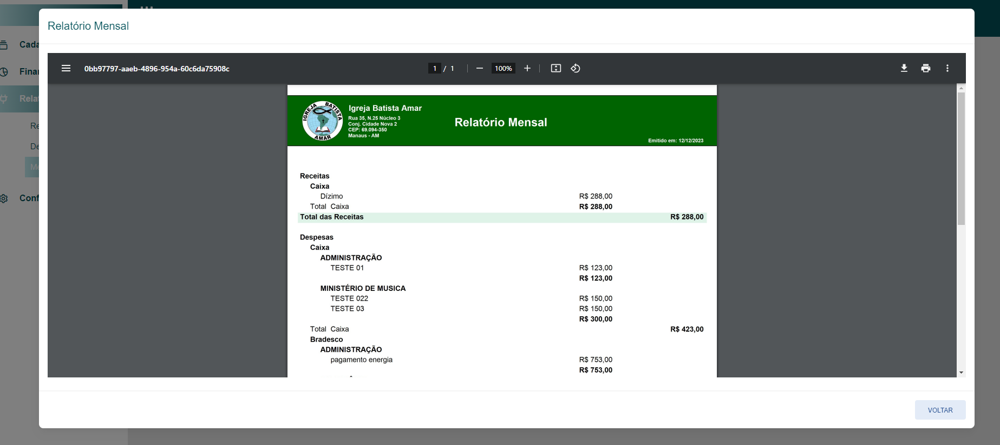 Relatório Mensal
0bb97797-aaeb-4896-954a-60c6da75908c
1 / 1
100%
IGREJA BATISTA AMAR
Igreja Batista Amar
Rua 35, N.25 Núcleo 3
Conj. Cidade Nova 2
CEP: 69.094-350
Manaus - AM
Relatório Mensal
Emitido em: 12/12/2023
Cada
Finan
Relat
Re
De
Me
Conf
Receitas
Caixa
Dízimo R$ 288,00
Total Caixa R$ 288,00
Total das Receitas R$ 288,00
Despesas
Caixa
ADMINISTRAÇÃO
TESTE 01 R$ 123,00
R$ 123,00
MINISTÉRIO DE MUSICA
TESTE 022 R$ 150,00
TESTE 03 R$ 150,00
R$ 300,00
Total Caixa R$ 423,00
Bradesco
ADMINISTRAÇÃO
pagamento energia R$ 753,00
R$ 753,00
VOLTAR